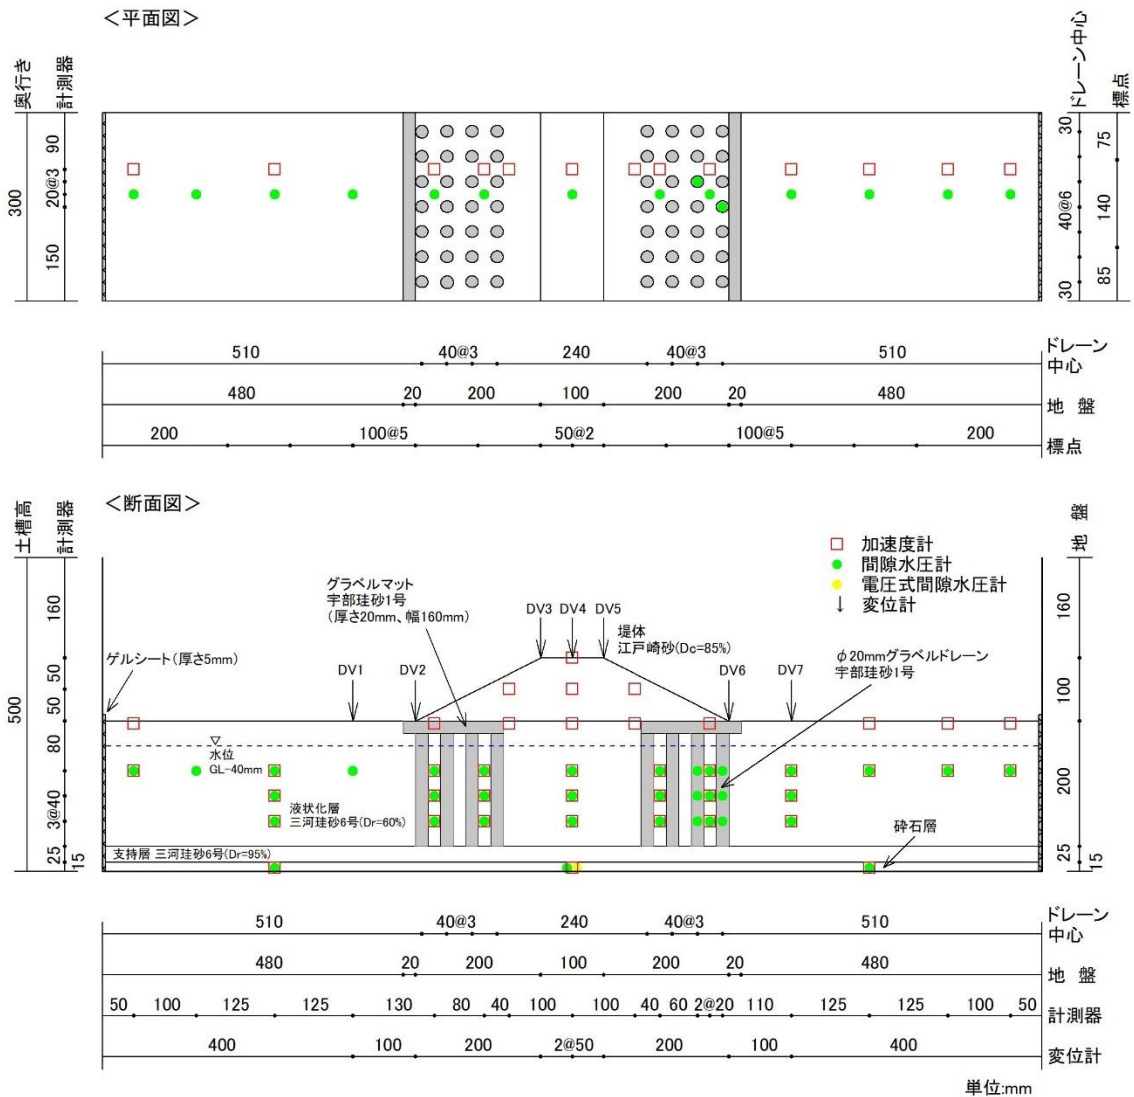 ＜平面図＞
奥行き
計測器
300
90
20@3
150
ドレーン中心
標点
30
40@6
30
75
140
85
510 40@3 240 40@3 510
ドレーン
中心
480 20 200 100 200 20 480
地 盤
200 100@5 50@2 100@5 200
標点
＜断面図＞
土槽高
計測器
500
160
50
50
80
3@40
25
15
地 盤
160
100
200
25
15
加速度計
間隙水圧計
電圧式間隙水圧計
変位計
グラベルマット
宇部珪砂1号
(厚さ20mm、幅160mm)
DV3 DV4 DV5
堤体
江戸崎砂(Dc=85%)
ゲルシート(厚さ5mm)
φ20mmグラベルドレーン
宇部珪砂1号
DV1
DV2
DV6
DV7
▽
水位
GL-40mm
液状化層
三河珪砂6号(Dr=60%)
支持層 三河珪砂6号(Dr=95%)
砕石層
510 40@3 240 40@3 510
ドレーン
中心
480 20 200 100 200 20 480
地 盤
50 100 125 125 130 80 40 100 100 40 60 2@20 110 125 125 100 50
計測器
400 100 200 2@50 200 100 400
変位計
単位:mm